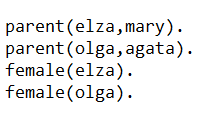 parent(elza,mary).
parent(olga,agata).
female(elza).
female(olga).